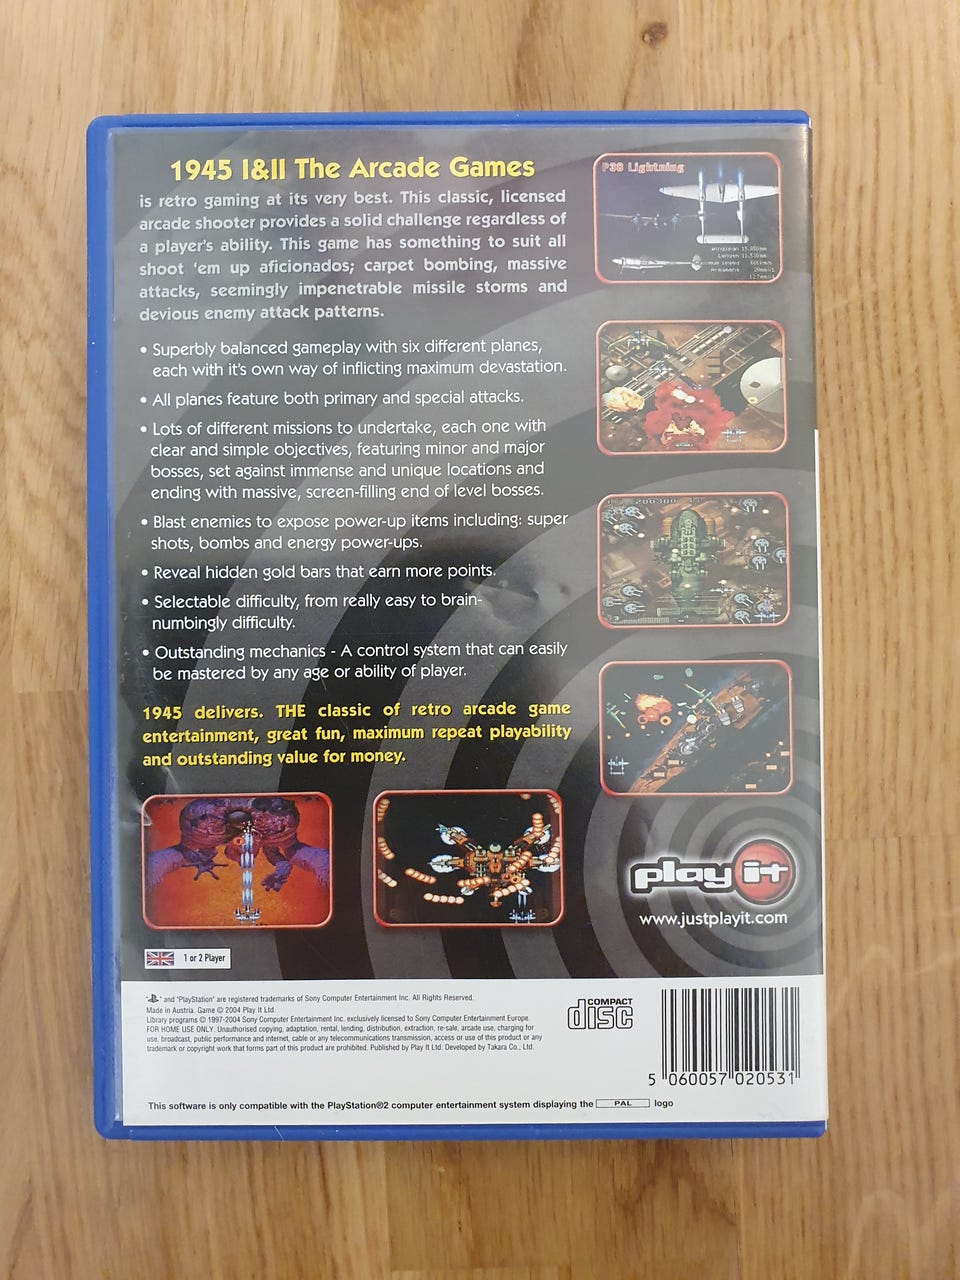 1945 I&II The Arcade Games
is retro gaming at its very best. This classic, licensed
arcade shooter provides a solid challenge regardless of
a player's ability. This game has something to suit all
shoot 'em up aficionados; carpet bombing, massive
attacks, seemingly impenetrable missile storms and
devious enemy attack patterns.
• Superbly balanced gameplay with six different planes,
each with it's own way of inflicting maximum devastation.
• All planes feature both primary and special attacks.
• Lots of different missions to undertake, each one with
clear and simple objectives, featuring minor and major
bosses, set against immense and unique locations and
ending with massive, screen-filling end of level bosses.
• Blast enemies to expose power-up items including: super
shots, bombs and energy power-ups.
• Reveal hidden gold bars that earn more points.
• Selectable difficulty, from really easy to brain-
numbingly difficulty.
• Outstanding mechanics - A control system that can easily
be mastered by any age or ability of player.
1945 delivers. THE classic of retro arcade game
entertainment, great fun, maximum repeat playability
and outstanding value for money.
P38 Lightning
play it
www.justplayit.com
1 or 2 Player
"PS" and "PlayStation" are registered trademarks of Sony Computer Entertainment Inc. All Rights Reserved.
Made in Austria. Game © 2004 Play It Ltd.
Library programs © 1997-2004 Sony Computer Entertainment Inc. exclusively licensed to Sony Computer Entertainment Europe.
FOR HOME USE ONLY. Unauthorised copying, adaptation, rental, lending, distribution, extraction, re-sale, arcade use, charging for
use, broadcast, public performance and internet, cable or any telecommunications transmission, access or use of this product or any
trademark or copyright work that forms part of this product are prohibited. Published by Play It Ltd. Developed by Takara Co., Ltd.
COMPACT
disc
5 060057 020531
This software is only compatible with the PlayStation®2 computer entertainment system displaying the PAL logo